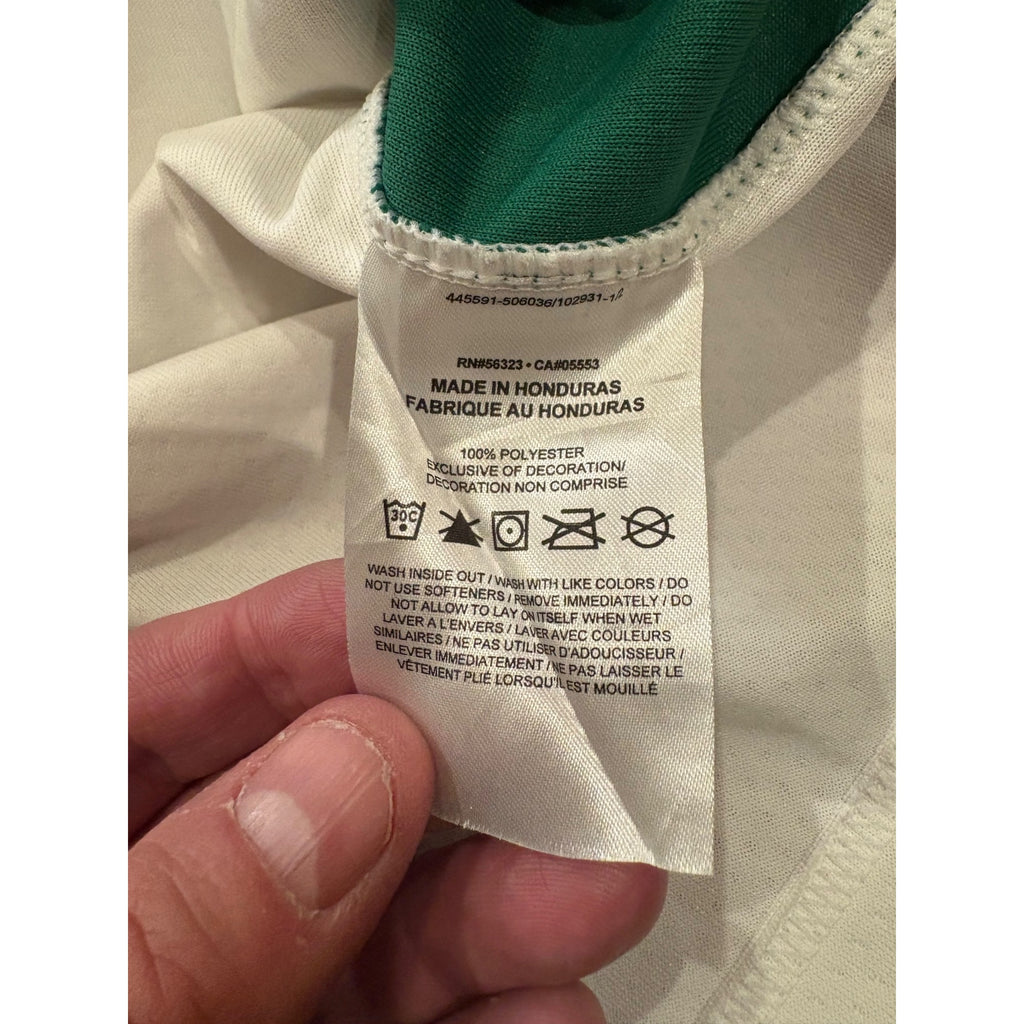 445591-506036/102931-1/2
RN#56323 • CA#05553
MADE IN HONDURAS
FABRIQUE AU HONDURAS
100% POLYESTER
EXCLUSIVE OF DECORATION/
DECORATION NON COMPRISE
30C
WASH INSIDE OUT / WASH WITH LIKE COLORS / DO
NOT USE SOFTENERS / REMOVE IMMEDIATELY / DO
NOT ALLOW TO LAY ON ITSELF WHEN WET
LAVER A L'ENVERS / LAVER AVEC COULEURS
SIMILAIRES / NE PAS UTILISER D'ADOUCISSEUR /
ENLEVER IMMEDIATEMENT / NE PAS LAISSER LE
VÊTEMENT PLIÉ LORSQU'IL EST MOUILLÉ